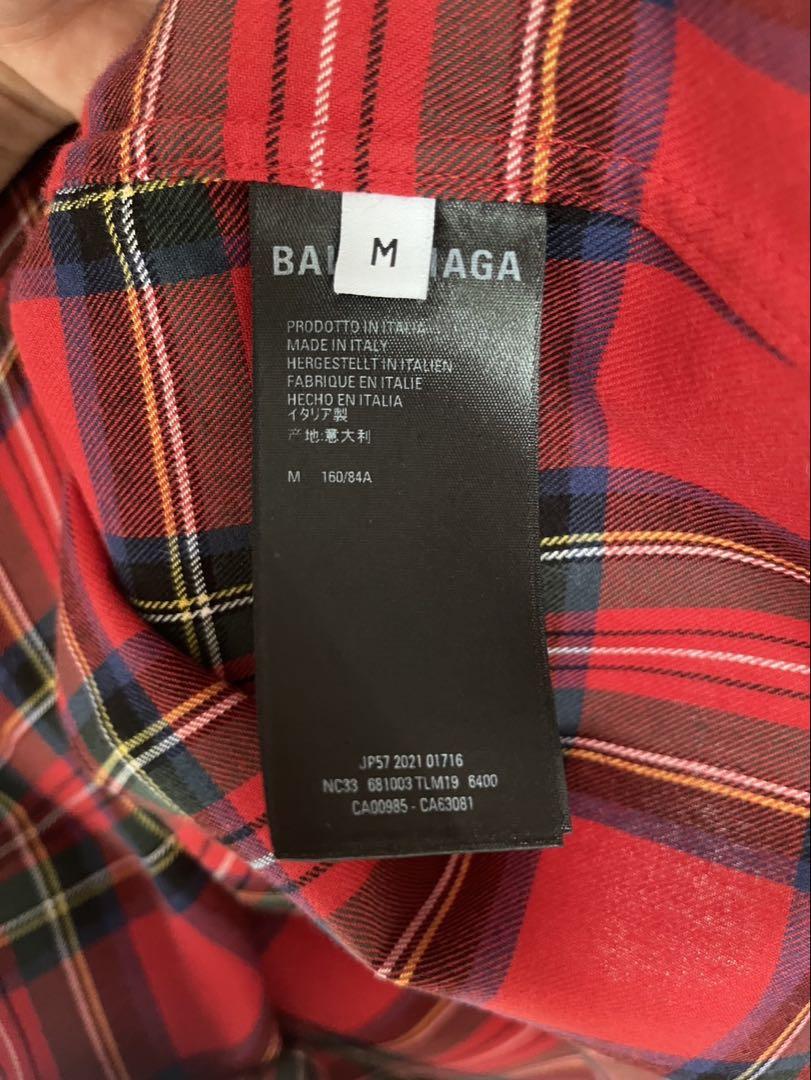 M
BAL IAGA
PRODOTTO IN ITALIA
MADE IN ITALY
HERGESTELLT IN ITALIEN
FABRIQUE EN ITALIE
HECHO EN ITALIA
イタリア製
产地:意大利
M 160/84A
JP57 2021 01716
NC33 681003 TLM19 6400
CA00985 - CA63081